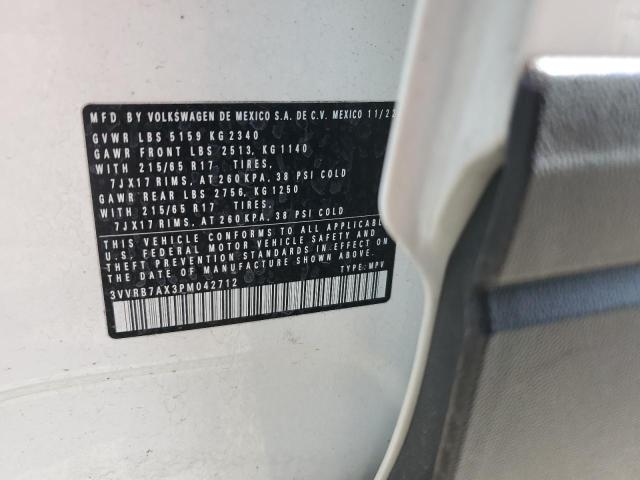 MFD. BY VOLKSWAGEN DE MEXICO S.A. DE C.V. MEXICO 11/22
GVWR LBS 5159 KG 2340
GAWR FRONT LBS 2513, KG 1140
WITH 215/65 R17 TIRES,
7JX17 RIMS, AT 260 KPA, 38 PSI COLD
GAWR REAR LBS 2756, KG 1250
WITH 215/65 R17 TIRES,
7JX17 RIMS, AT 260 KPA, 38 PSI COLD
THIS VEHICLE CONFORMS TO ALL APPLICABLE
U.S. FEDERAL MOTOR VEHICLE SAFETY AND
THEFT PREVENTION STANDARDS IN EFFECT ON
THE DATE OF MANUFACTURE SHOWN ABOVE.
3VVRB7AX3PM042712 TYPE: MPV